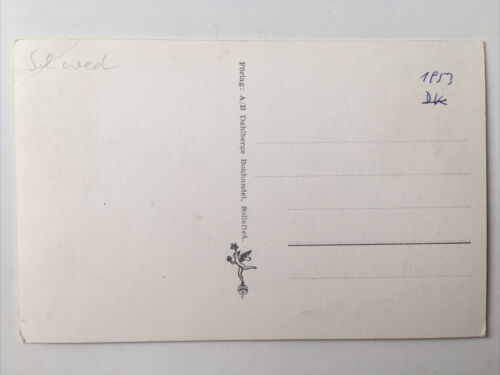 Schwed
1953
DK
Förlag: A/B Dahlbergs Bokhandel, Sollefteå.